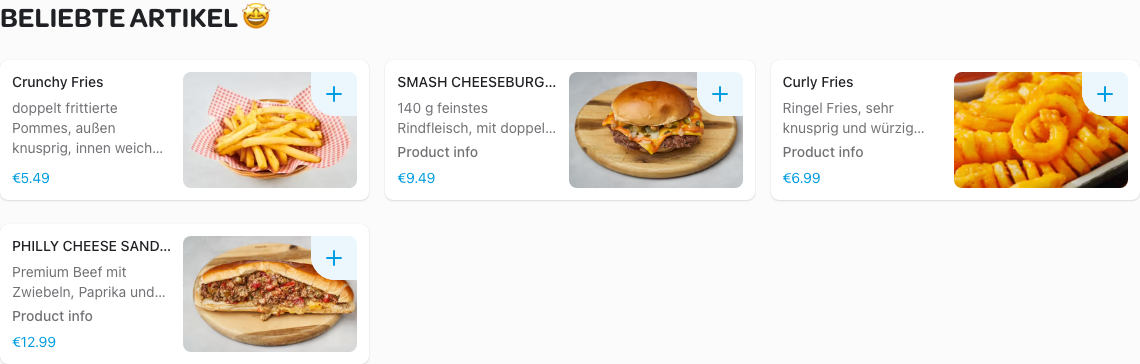 BELIEBTE ARTIKEL 🤩
Crunchy Fries
doppelt frittierte
Pommes, außen
knusprig, innen weich...
€5.49
SMASH CHEESEBURG...
140 g feinstes
Rindfleisch, mit doppel...
Product info
€9.49
Curly Fries
Ringel Fries, sehr
knusprig und würzig...
Product info
€6.99
PHILLY CHEESE SAND...
Premium Beef mit
Zwiebeln, Paprika und...
Product info
€12.99